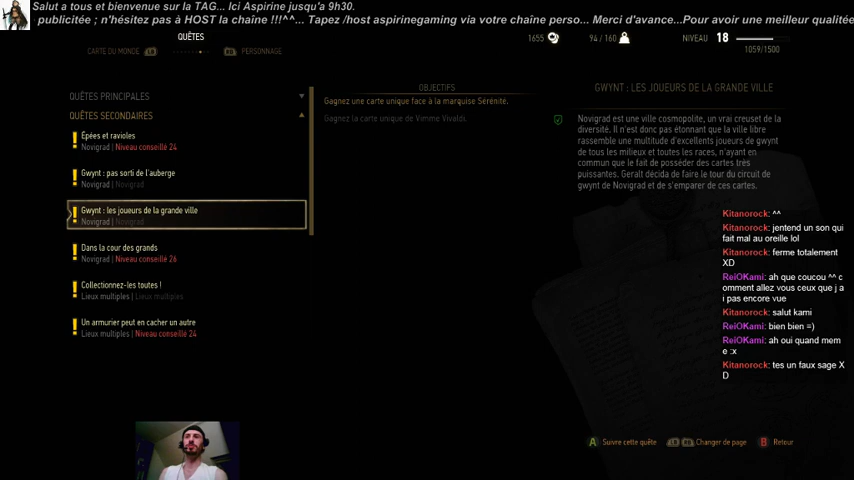 Salut a tous et bienvenue sur la TAG... Ici Aspirine jusqu'a 9h30.
publicitée ; n'hésitez pas à HOST la chaîne !!!^^... Tapez /host aspirinegaming via votre chaîne perso... Merci d'avance...Pour avoir une meilleur qualitée
QUÊTES
CARTE DU MONDE LB
RB PERSONNAGE
1655
94 / 160
NIVEAU 18
1059/1500
QUÊTES PRINCIPALES
QUÊTES SECONDAIRES
Épées et ravioles
Novigrad | Niveau conseillé 24
Gwynt : pas sorti de l'auberge
Novigrad | Novigrad
Gwynt : les joueurs de la grande ville
Novigrad | Novigrad
Dans la cour des grands
Novigrad | Niveau conseillé 26
Collectionnez-les toutes !
Lieux multiples | Lieux multiples
Un armurier peut en cacher un autre
Lieux multiples | Niveau conseillé 24
OBJECTIFS
Gagnez une carte unique face à la marquise Sérénité.
Gagnez la carte unique de Vimme Vivaldi.
GWYNT : LES JOUEURS DE LA GRANDE VILLE
Novigrad est une ville cosmopolite, un vrai creuset de la
diversité. Il n'est donc pas étonnant que la ville libre
rassemble une multitude d'excellents joueurs de gwynt
de tous les milieux et toutes les races, n'ayant en
commun que le fait de posséder des cartes très
puissantes. Geralt décida de faire le tour du circuit de
gwynt de Novigrad et de s'emparer de ces cartes.
Kitanorock: ^^
Kitanorock: jentend un son qui
fait mal au oreille lol
Kitanorock: ferme totalement
XD
ReiOKami: ah que coucou ^^ c
omment allez vous ceux que j a
i pas encore vue
Kitanorock: salut kami
ReiOKami: bien bien =)
ReiOKami: ah oui quand mem
e :x
Kitanorock: tes un faux sage X
D
A Suivre cette quête
LB RB Changer de page
B Retour